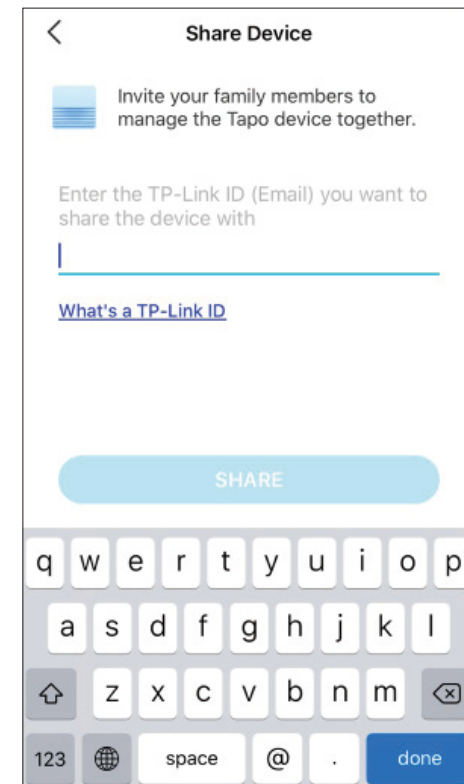 Share Device
Invite your family members to
manage the Tapo device together.
Enter the TP-Link ID (Email) you want to
share the device with
What's a TP-Link ID
SHARE
q w e r t y u i o p
a s d f g h j k l
z x c v b n m
123 space @ . done